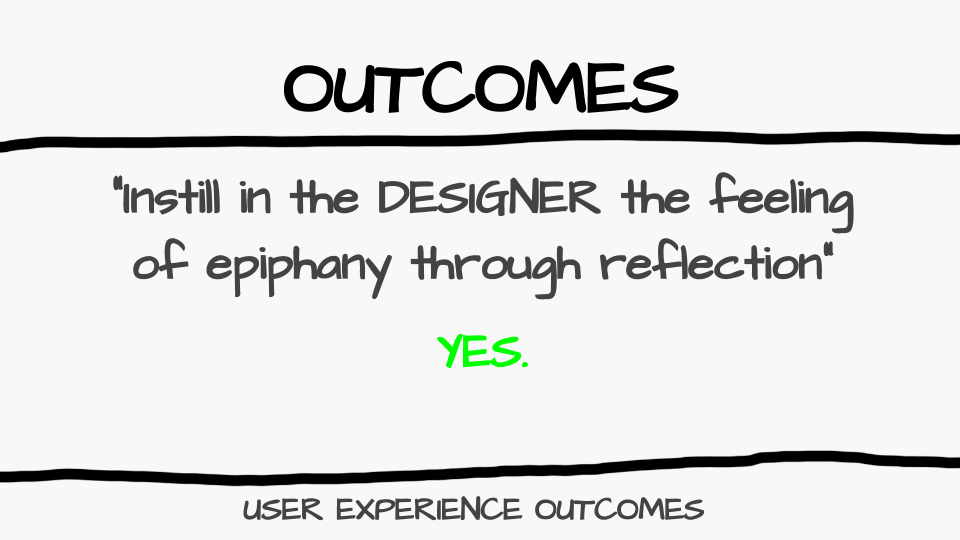 OUTCOMES
"Instill in the DESIGNER the feeling
of epiphany through reflection"
YES.
USER EXPERIENCE OUTCOMES